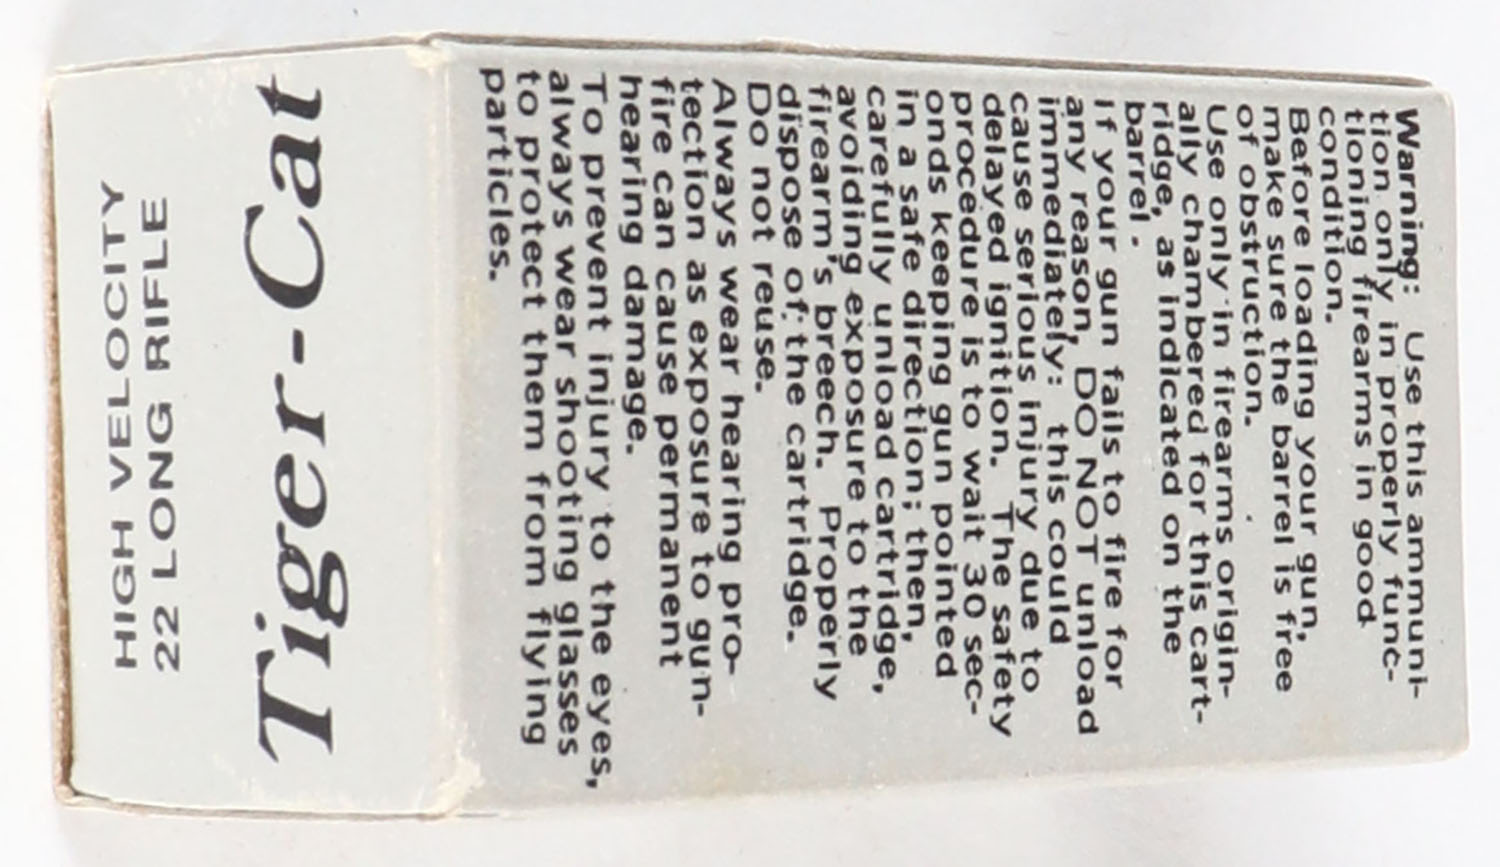 HIGH VELOCITY
22 LONG RIFLE
Tiger-Cat
Warning: Use this ammuni-
tion only in properly func-
tioning firearms in good
condition.
Before loading your gun,
make sure the barrel is free
of obstruction.
Use only in firearms origin-
ally chambered for this cart-
ridge, as indicated on the
barrel.
If your gun fails to fire for
any reason, DO NOT unload
immediately: this could
cause serious injury due to
delayed ignition. The safety
procedure is to wait 30 sec-
onds keeping gun pointed
in a safe direction; then,
carefully unload cartridge,
avoiding exposure to the
firearm's breech. Properly
dispose of the cartridge.
Do not reuse.
Always wear hearing pro-
tection as exposure to gun-
fire can cause permanent
hearing damage.
To prevent injury to the eyes,
always wear shooting glasses
to protect them from flying
particles.